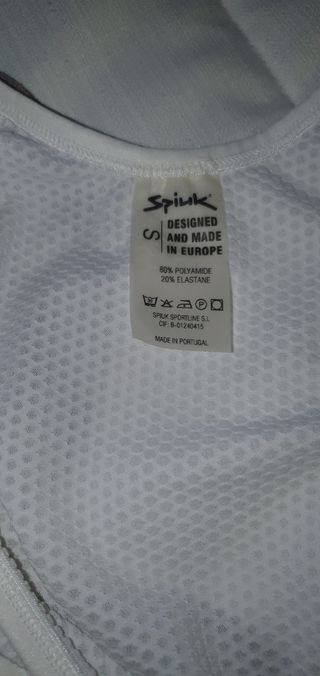 Spiuk
S
DESIGNED
AND MADE
IN EUROPE
80% POLYAMIDE
20% ELASTANE
SPIUK SPORTLINE S.L
CIF: B-01240415
MADE IN PORTUGAL